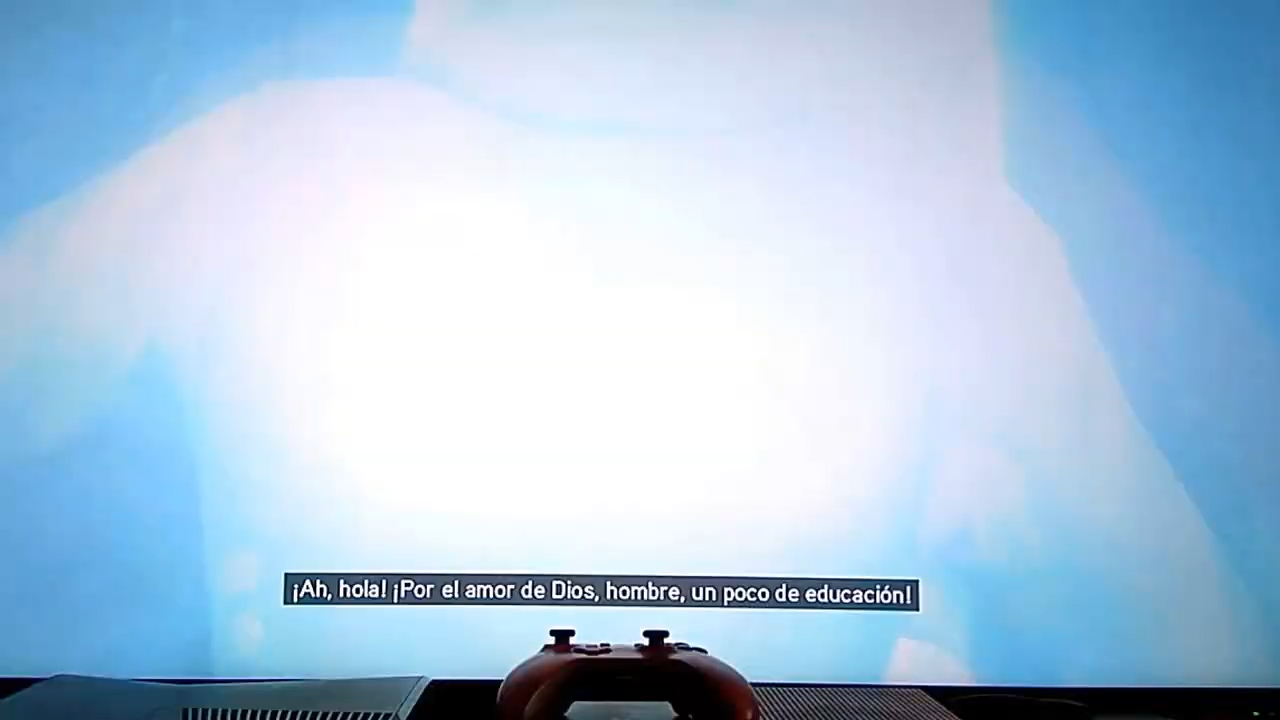 ¡Ah, hola! ¡Por el amor de Dios, hombre, un poco de educación!